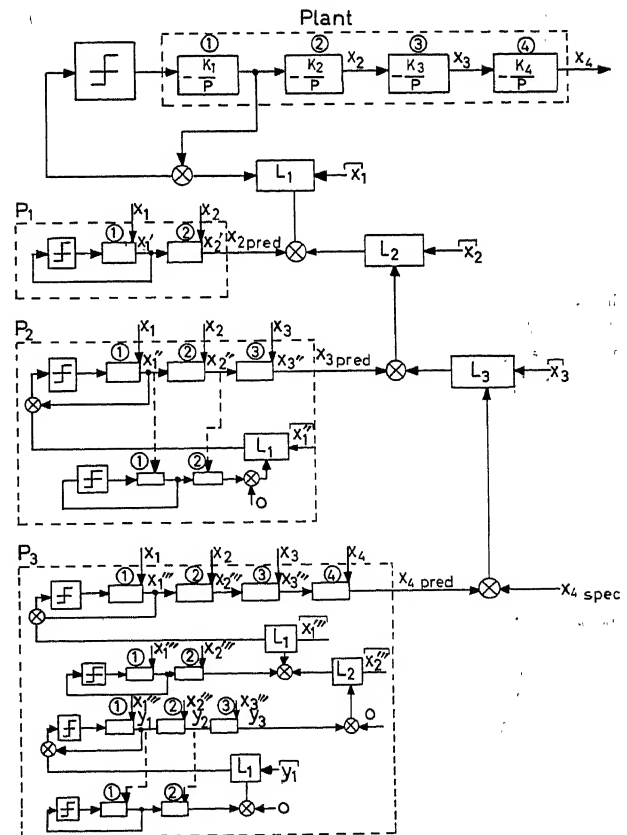 Plant
① ② ③ ④
K1 K2 x2 K3 x3 K4 x4
P P P P
L1 x1
P1 x1 x2
① x1' ② x2' x2 pred
L2 x2
P2 x1 x2 x3
① x1'' ② x2'' ③ x3'' x3 pred
L3 x3
L1 x1''
① ②
0
P3 x1 x2 x3 x4
① x1''' ② x2''' ③ x3''' ④ x4 pred
x4 spec
L1 x1'''
① x1''' ② x2''' L2 x2'''
① x1''' y1 ② x2''' y2 ③ x3''' y3 0
L1 y1
① ② 0